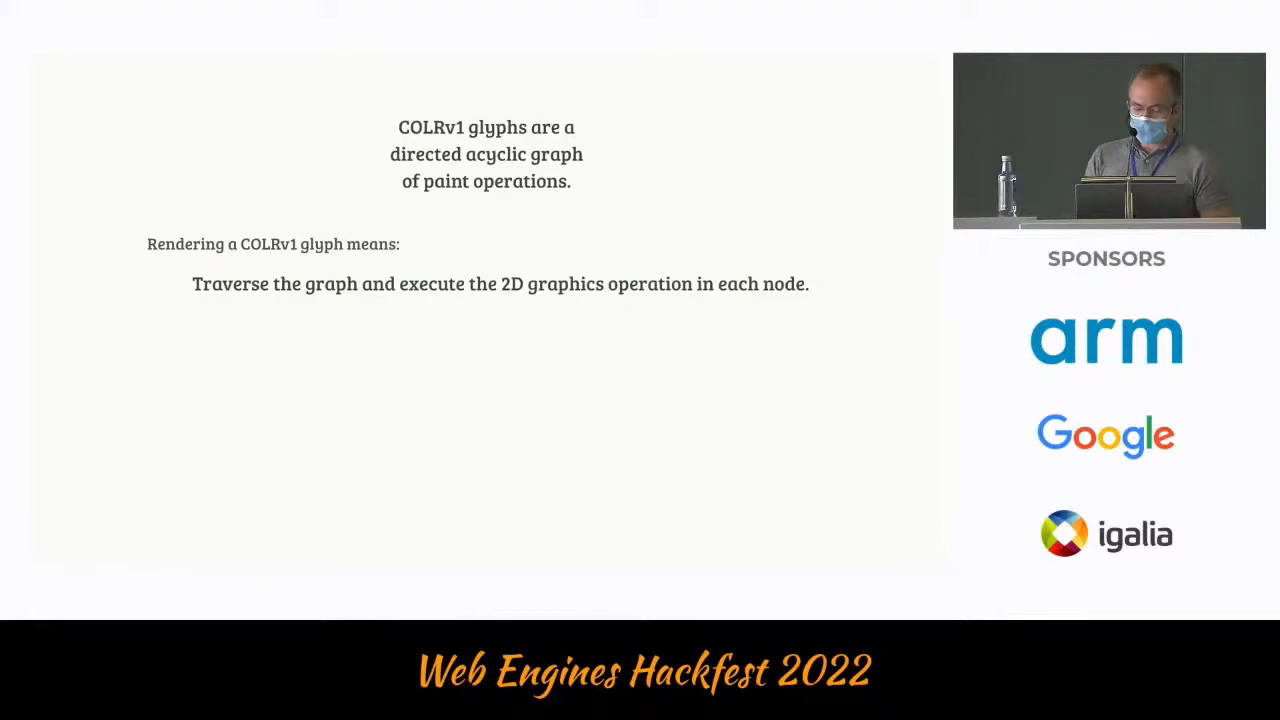 COLRv1 glyphs are a
directed acyclic graph
of paint operations.
Rendering a COLRv1 glyph means:
Traverse the graph and execute the 2D graphics operation in each node.
SPONSORS
arm
Google
igalia
Web Engines Hackfest 2022